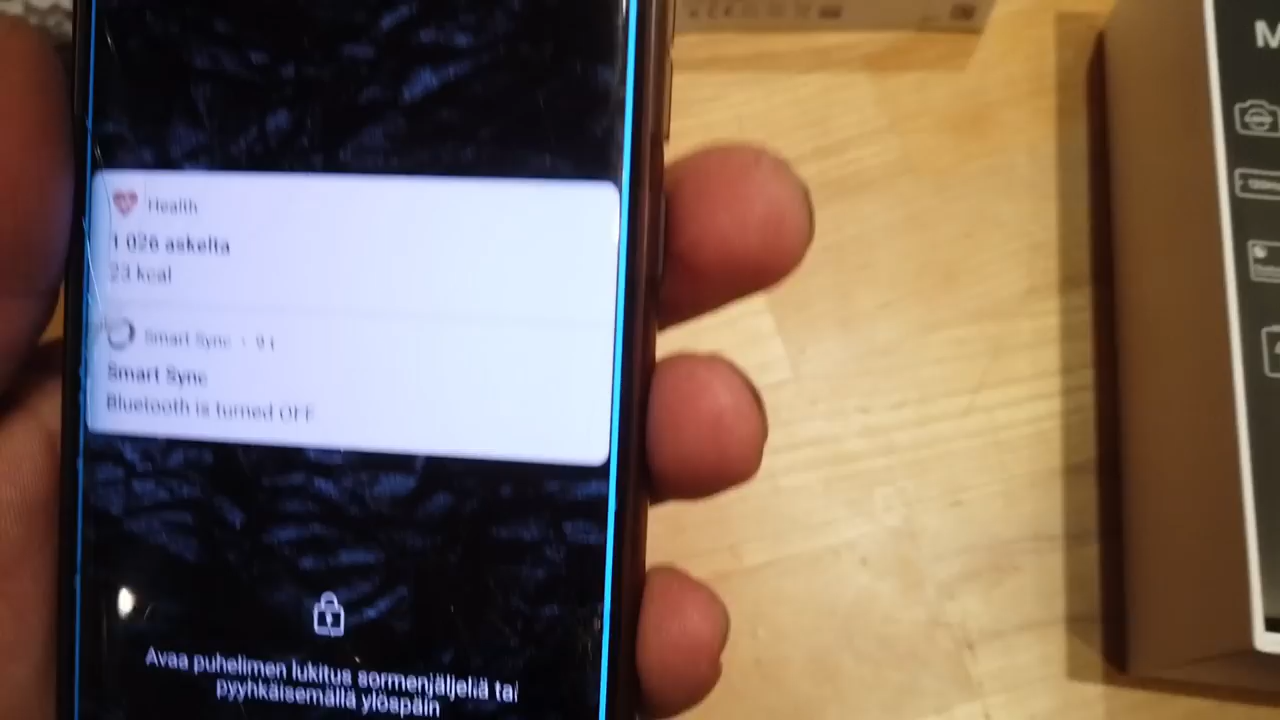 Health
1 026 askelta
23 kcal
Smart Sync • 9 t
Smart Sync
Bluetooth is turned OFF
Avaa puhelimen lukitus sormenjäljellä tai
pyyhkäisemällä ylöspäin
M